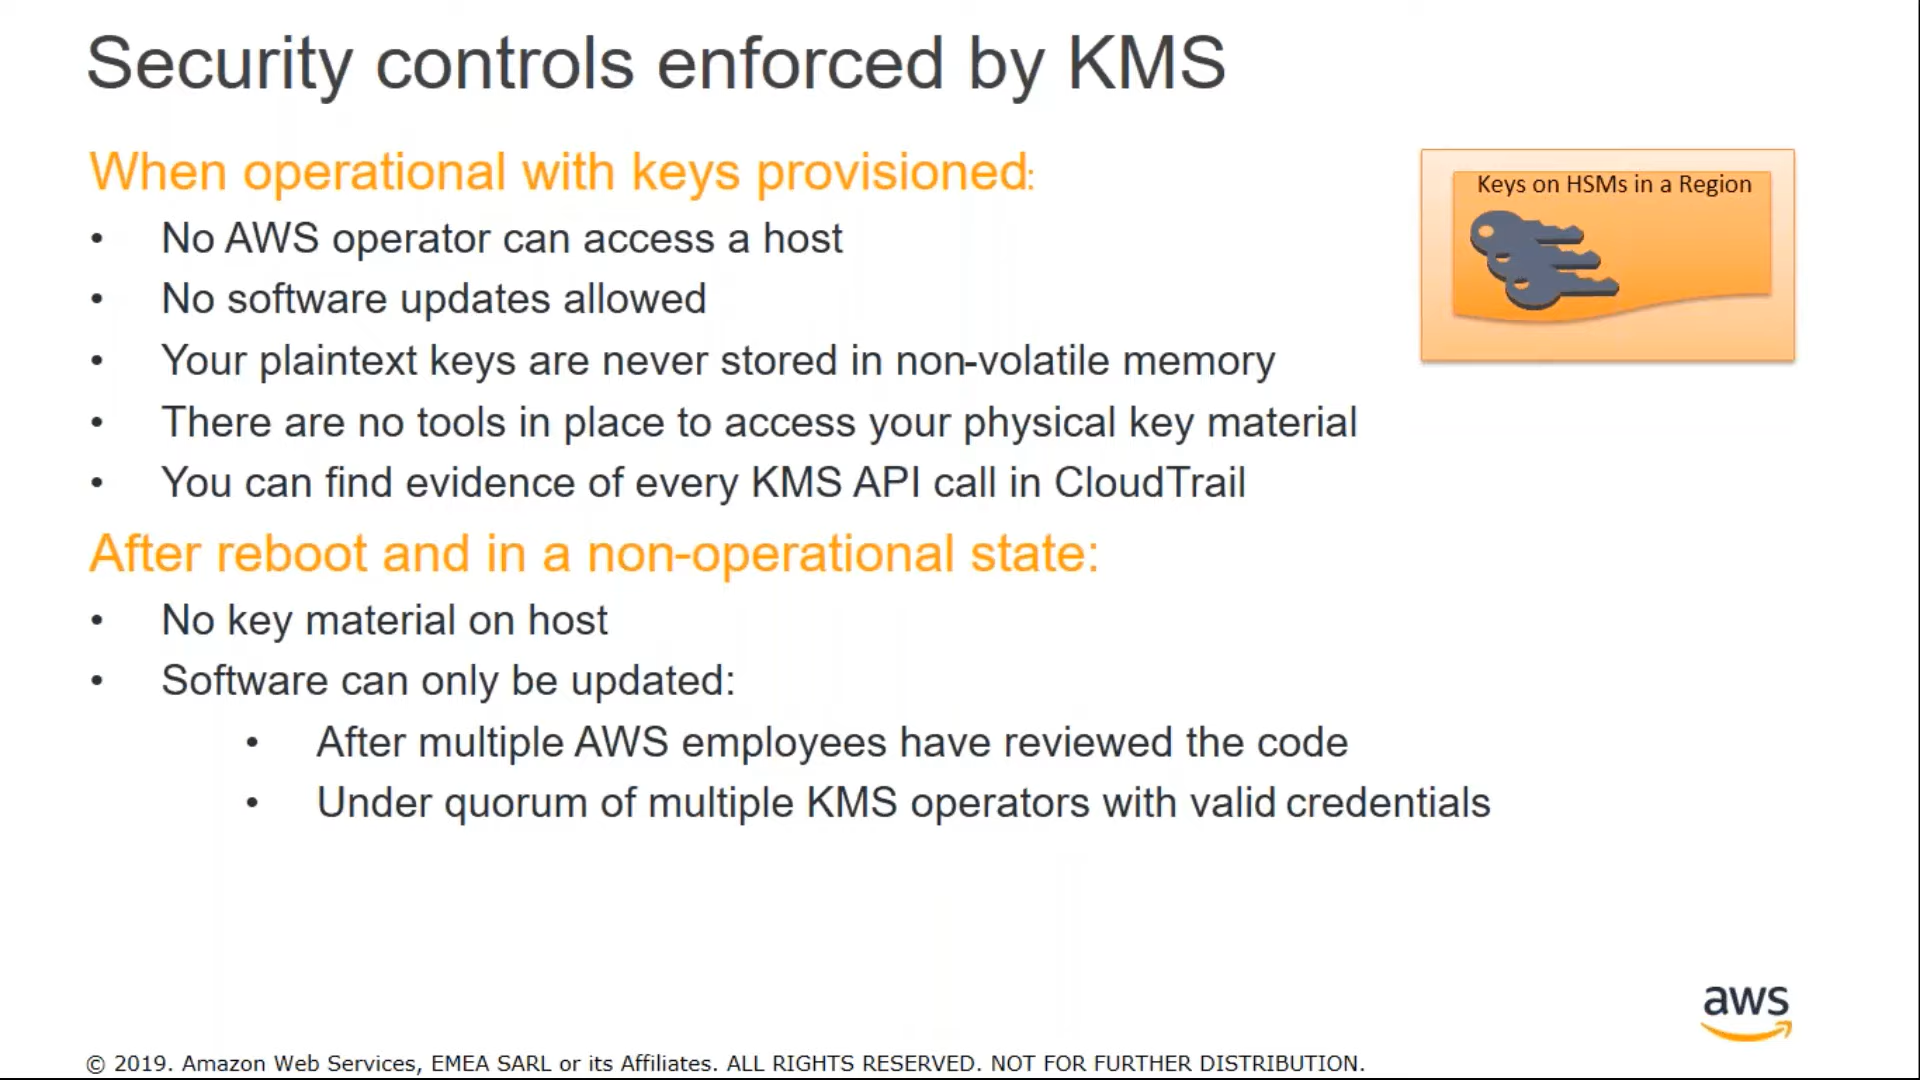 Security controls enforced by KMS
When operational with keys provisioned:
Keys on HSMs in a Region
• No AWS operator can access a host
• No software updates allowed
• Your plaintext keys are never stored in non-volatile memory
• There are no tools in place to access your physical key material
• You can find evidence of every KMS API call in CloudTrail
After reboot and in a non-operational state:
• No key material on host
• Software can only be updated:
• After multiple AWS employees have reviewed the code
• Under quorum of multiple KMS operators with valid credentials
aws
© 2019. Amazon Web Services, EMEA SARL or its Affiliates. ALL RIGHTS RESERVED. NOT FOR FURTHER DISTRIBUTION.